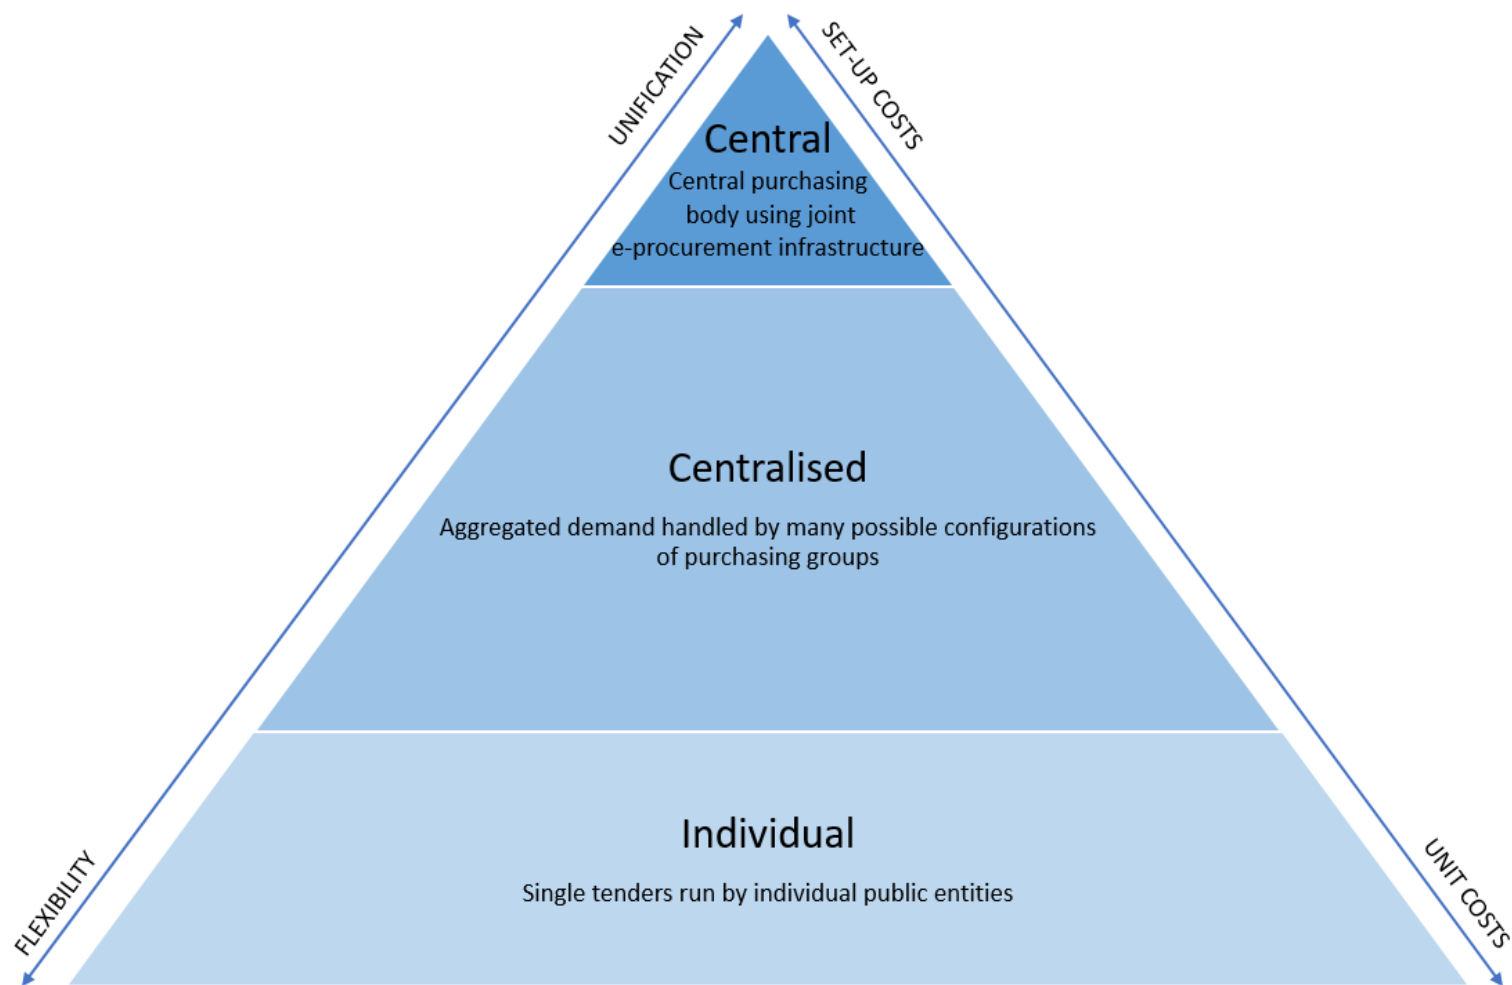 UNIFICATION
SET-UP COSTS
Central
Central purchasing
body using joint
e-procurement infrastructure
Centralised
Aggregated demand handled by many possible configurations
of purchasing groups
Individual
Single tenders run by individual public entities
FLEXIBILITY
UNIT COSTS